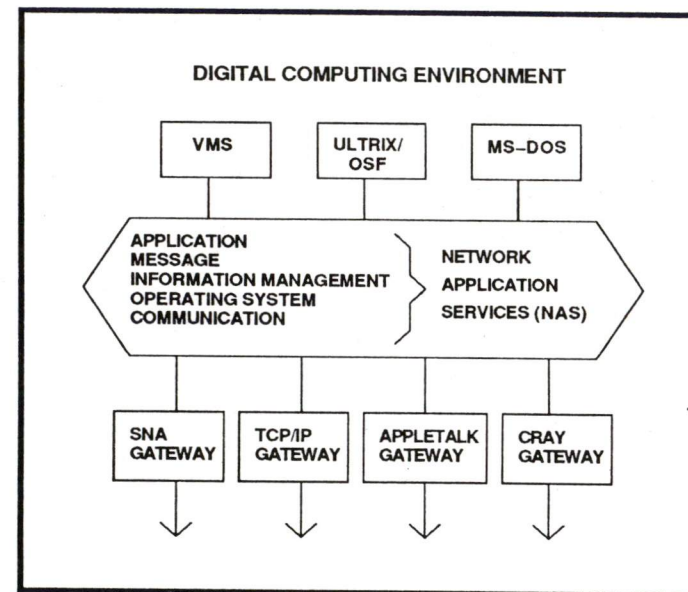 DIGITAL COMPUTING ENVIRONMENT
VMS
ULTRIX/
OSF
MS-DOS
APPLICATION
MESSAGE
INFORMATION MANAGEMENT
OPERATING SYSTEM
COMMUNICATION
NETWORK
APPLICATION
SERVICES (NAS)
SNA
GATEWAY
TCP/IP
GATEWAY
APPLETALK
GATEWAY
CRAY
GATEWAY